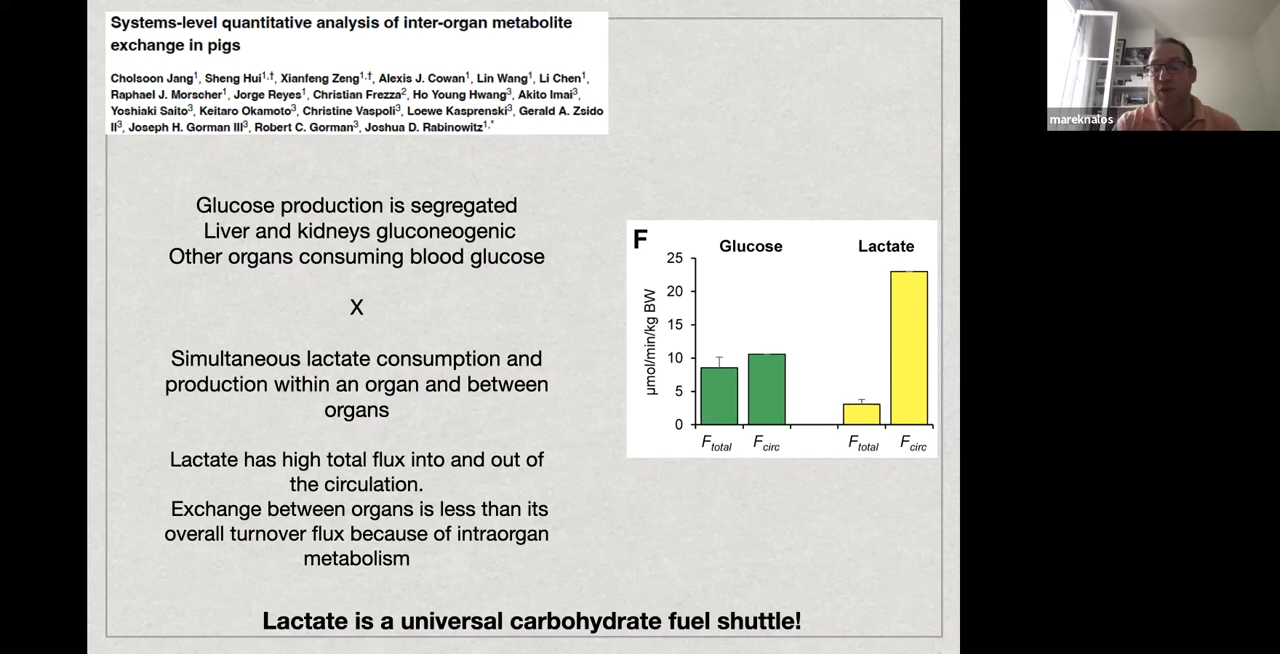 Systems-level quantitative analysis of inter-organ metabolite
exchange in pigs
Cholsoon Jang1, Sheng Hui1,†, Xianfeng Zeng1,†, Alexis J. Cowan1, Lin Wang1, Li Chen1,
Raphael J. Morscher1, Jorge Reyes1, Christian Frezza2, Ho Young Hwang3, Akito Imai3,
Yoshiaki Saito3, Keitaro Okamoto3, Christine Vaspoli3, Loewe Kasprenski3, Gerald A. Zsido
II3, Joseph H. Gorman III3, Robert C. Gorman3, Joshua D. Rabinowitz1,*
mareknalos
Glucose production is segregated
Liver and kidneys gluconeogenic
Other organs consuming blood glucose
X
Simultaneous lactate consumption and
production within an organ and between
organs
Lactate has high total flux into and out of
the circulation.
Exchange between organs is less than its
overall turnover flux because of intraorgan
metabolism
F
Glucose
Lactate
µmol/min/kg BW
25
20
15
10
5
0
Ftotal
Fcirc
Ftotal
Fcirc
Lactate is a universal carbohydrate fuel shuttle!